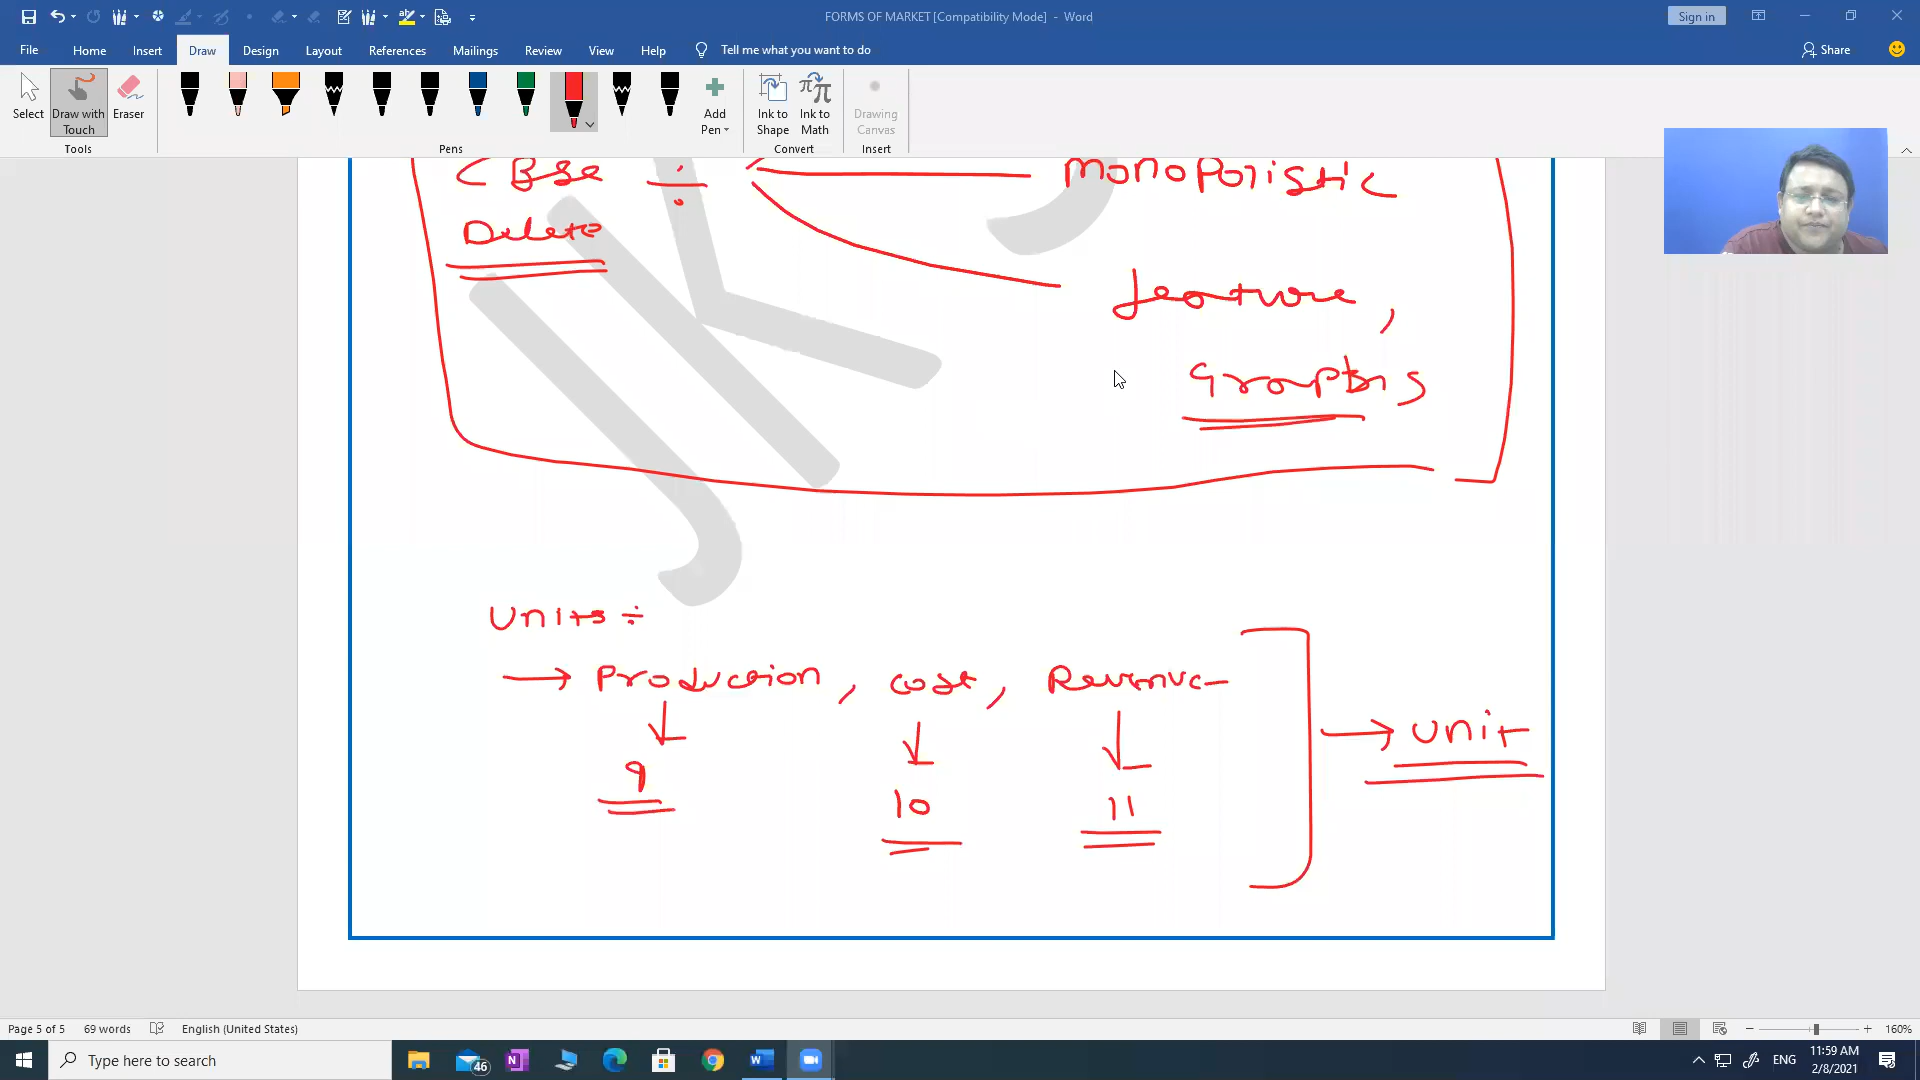 FORMS OF MARKET [Compatibility Mode] - Word
Sign in
File Home Insert Draw Design Layout References Mailings Review View Help Tell me what you want to do
Share
Select
Draw with Touch
Eraser
Add Pen
Ink to Shape
Ink to Math
Drawing Canvas
Tools
Pens
Convert
Insert
CBSE : Monopolistic
Delete
feature,
Units ÷
→ Production, cost, Revenue
9
10
11
→ unit
Page 5 of 5 69 words English (United States)
160%
Type here to search
46
ENG
11:59 AM
2/8/2021